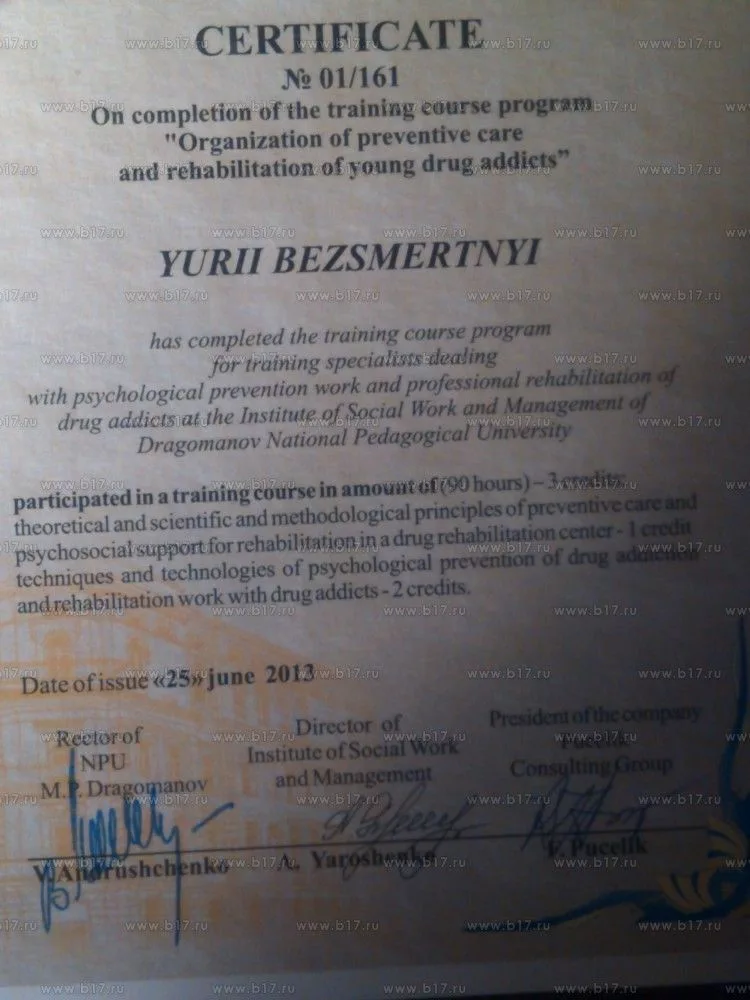 CERTIFICATE
№ 01/161
On completion of the training course program
"Organization of preventive care
and rehabilitation of young drug addicts”
YURII BEZSMERTNYI
has completed the training course program
for training specialists dealing
with psychological prevention work and professional rehabilitation of
drug addicts at the Institute of Social Work and Management of
Dragomanov National Pedagogical University
participated in a training course in amount of (90 hours) – 3 credits:
theoretical and scientific and methodological principles of preventive care and
psychosocial support for rehabilitation in a drug rehabilitation center - 1 credit
techniques and technologies of psychological prevention of drug addiction
and rehabilitation work with drug addicts - 2 credits.
Date of issue «25» june 2013
Rector of
NPU
M.P. Dragomanov
Director of
Institute of Social Work
and Management
President of the company
Pucelik
Consulting Group
V. Andrushchenko
A. Yaroshenko
F. Pucelik
www.b17.ru